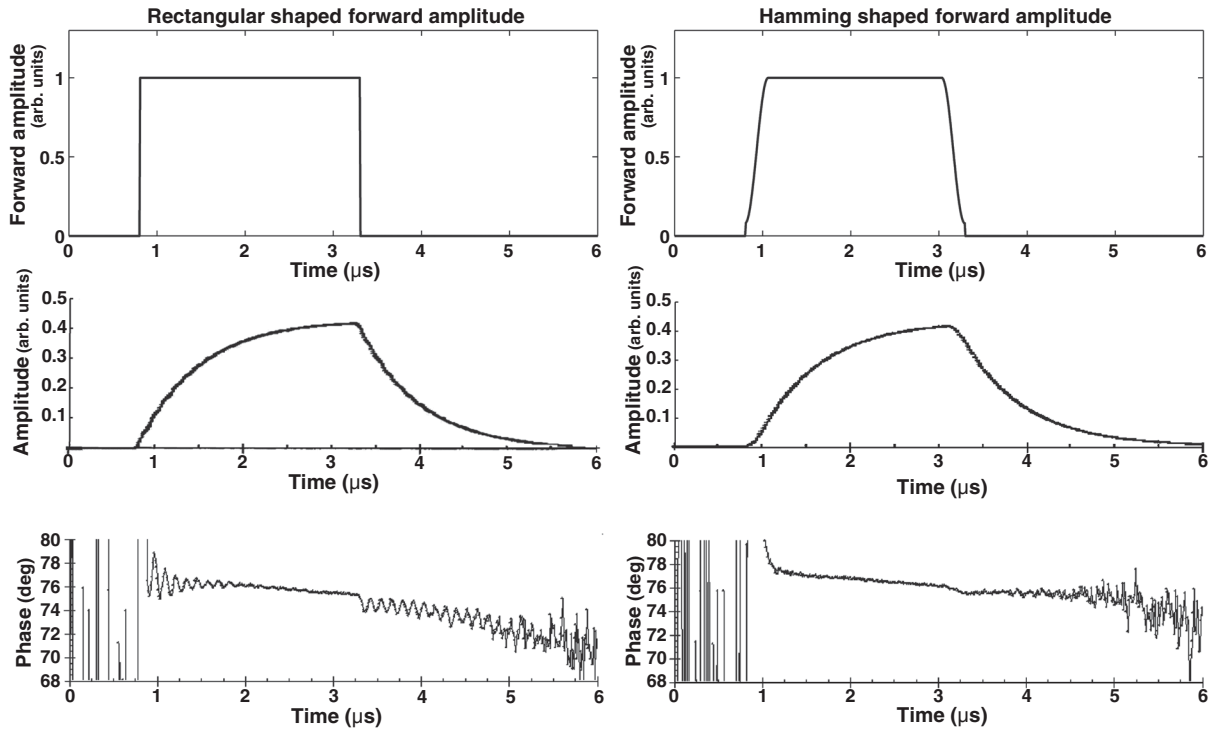 Rectangular shaped forward amplitude
Forward amplitude
(arb. units)
1
0.5
0
0 1 2 3 4 5 6
Time (µs)
Hamming shaped forward amplitude
Forward amplitude
(arb. units)
1
0.5
0
0 1 2 3 4 5 6
Time (µs)
Amplitude (arb. units)
0.5
0.4
0.3
0.2
0.1
0 1 2 3 4 5 6
Time (µs)
Amplitude (arb. units)
0.5
0.4
0.3
0.2
0.1
0 1 2 3 4 5 6
Time (µs)
Phase (deg)
80
78
76
74
72
70
68
0 1 2 3 4 5 6
Time (µs)
Phase (deg)
80
78
76
74
72
70
68
0 1 2 3 4 5 6
Time (µs)